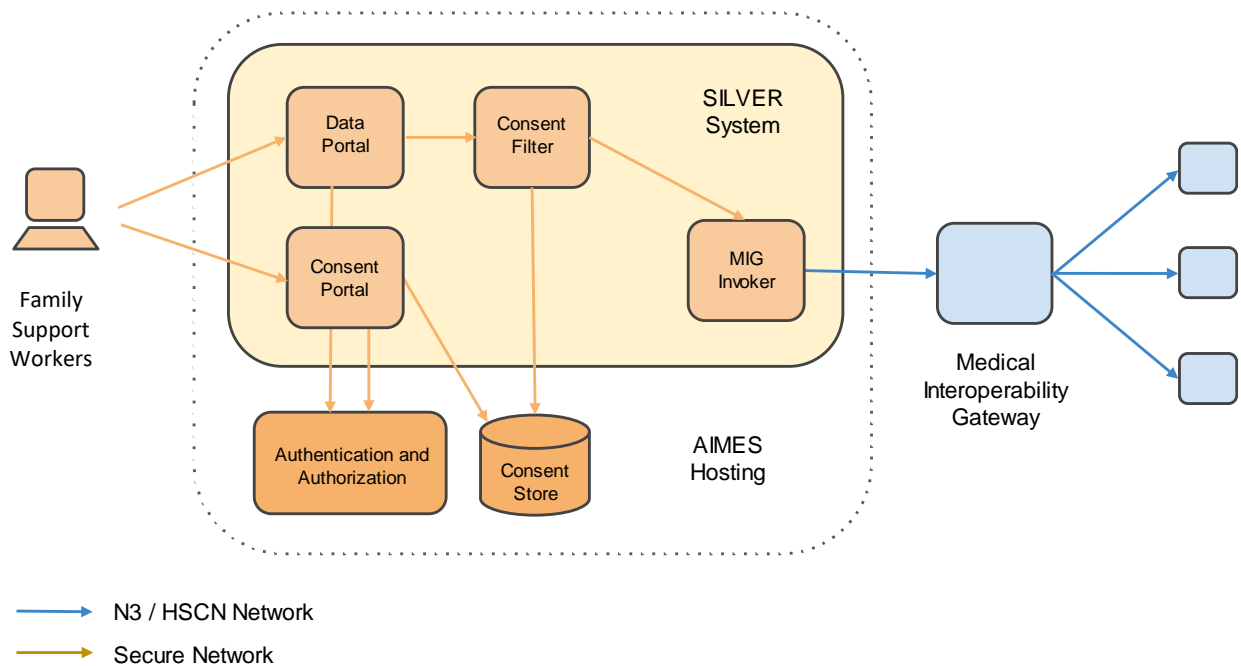 SILVER
System
Data
Portal
Consent
Filter
Consent
Portal
MIG
Invoker
Family
Support
Workers
Medical
Interoperability
Gateway
Authentication and
Authorization
Consent
Store
AIMES
Hosting
N3 / HSCN Network
Secure Network